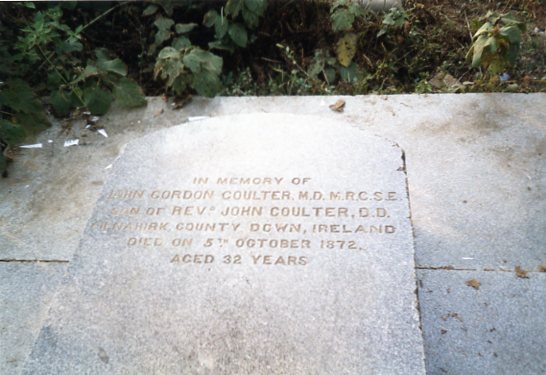 IN MEMORY OF
JOHN GORDON COULTER, M.D. M.R.C.S.E.
SON OF REVD. JOHN COULTER, D.D.
COUNTY DOWN, IRELAND
DIED ON 5TH OCTOBER 1872,
AGED 32 YEARS